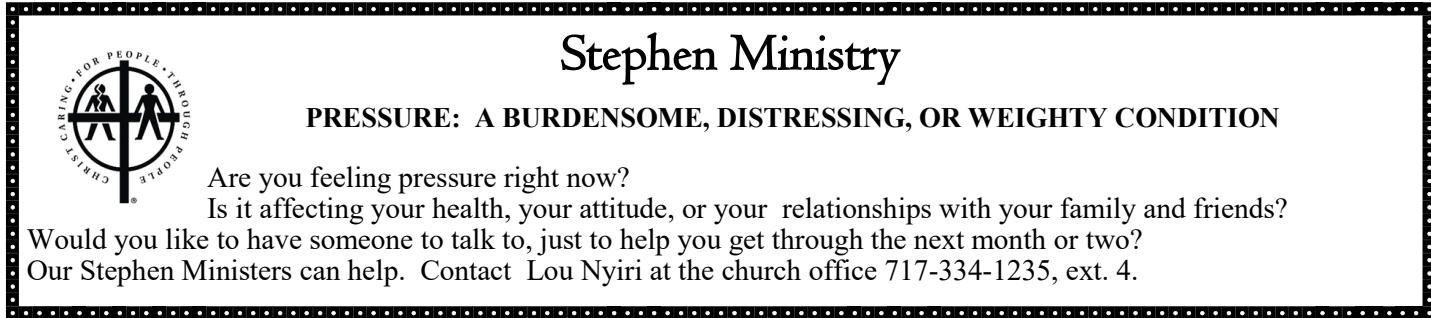 Stephen Ministry
CHRIST CARING • FOR PEOPLE • THROUGH PEOPLE
®
PRESSURE:  A BURDENSOME, DISTRESSING, OR WEIGHTY CONDITION
Are you feeling pressure right now?
Is it affecting your health, your attitude, or your  relationships with your family and friends?
Would you like to have someone to talk to, just to help you get through the next month or two?
Our Stephen Ministers can help.  Contact  Lou Nyiri at the church office 717-334-1235, ext. 4.